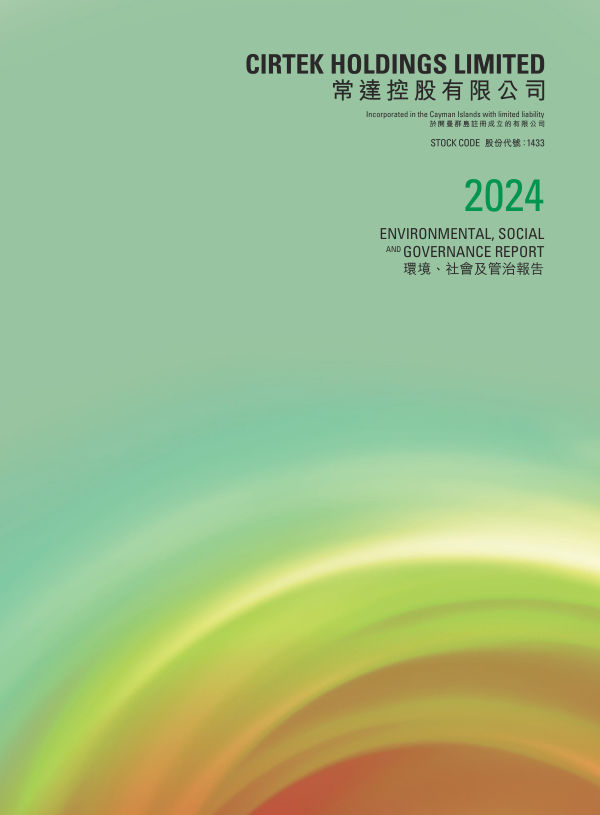 CIRTEK HOLDINGS LIMITED
常達控股有限公司
Incorporated in the Cayman Islands with limited liability
於開曼群島註冊成立的有限公司
STOCK CODE 股份代號：1433
2024
ENVIRONMENTAL, SOCIAL
AND GOVERNANCE REPORT
環境、社會及管治報告